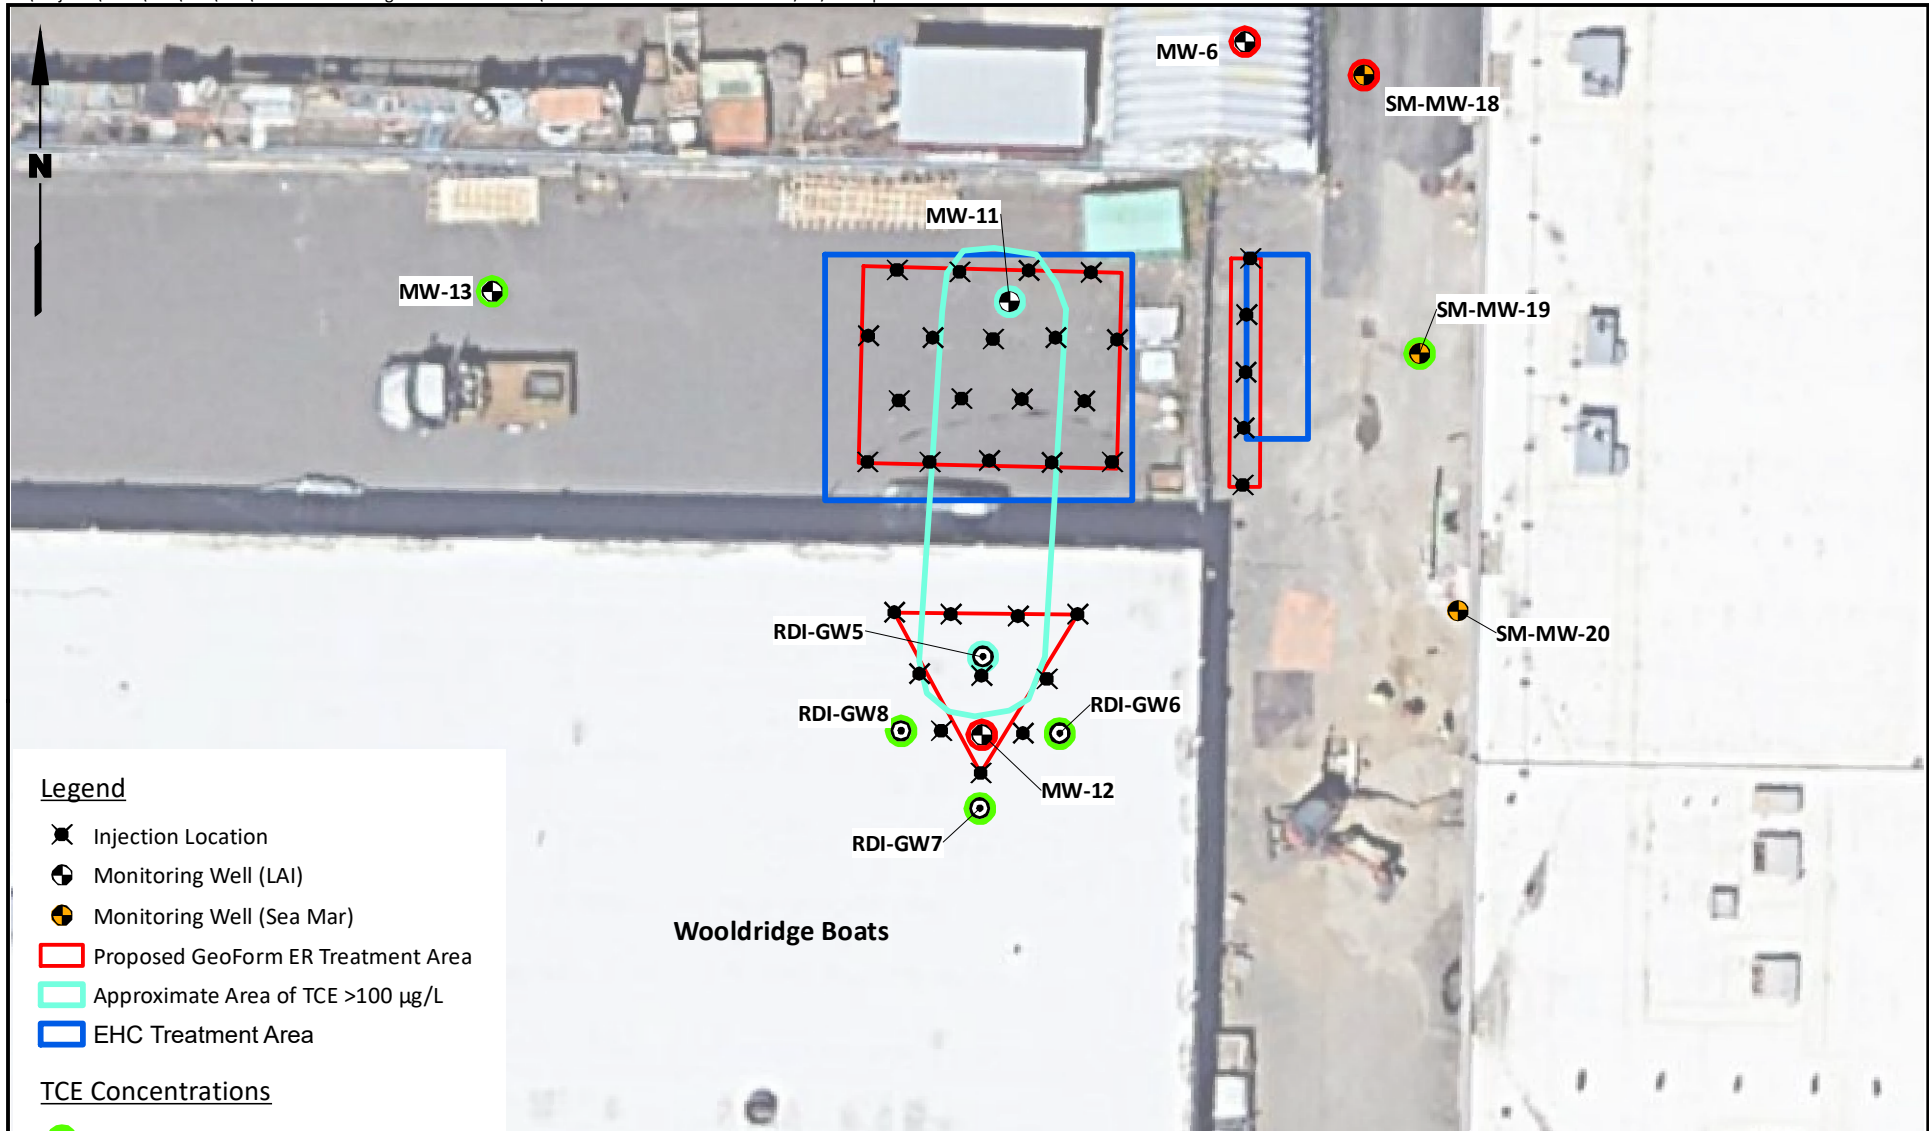 MW-6
SM-MW-18
N
MW-11
MW-13
SM-MW-19
RDI-GW5
SM-MW-20
RDI-GW8
RDI-GW6
MW-12
RDI-GW7
Wooldridge Boats
Legend
Injection Location
Monitoring Well (LAI)
Monitoring Well (Sea Mar)
Proposed GeoForm ER Treatment Area
Approximate Area of TCE >100 µg/L
EHC Treatment Area
TCE Concentrations